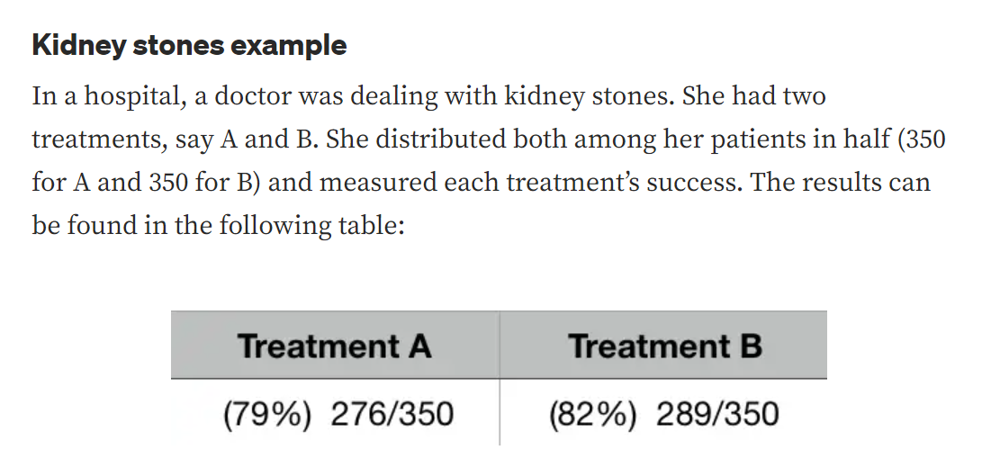 Kidney stones example
In a hospital, a doctor was dealing with kidney stones. She had two
treatments, say A and B. She distributed both among her patients in half (350
for A and 350 for B) and measured each treatment’s success. The results can
be found in the following table:
Treatment A Treatment B
(79%) 276/350 (82%) 289/350